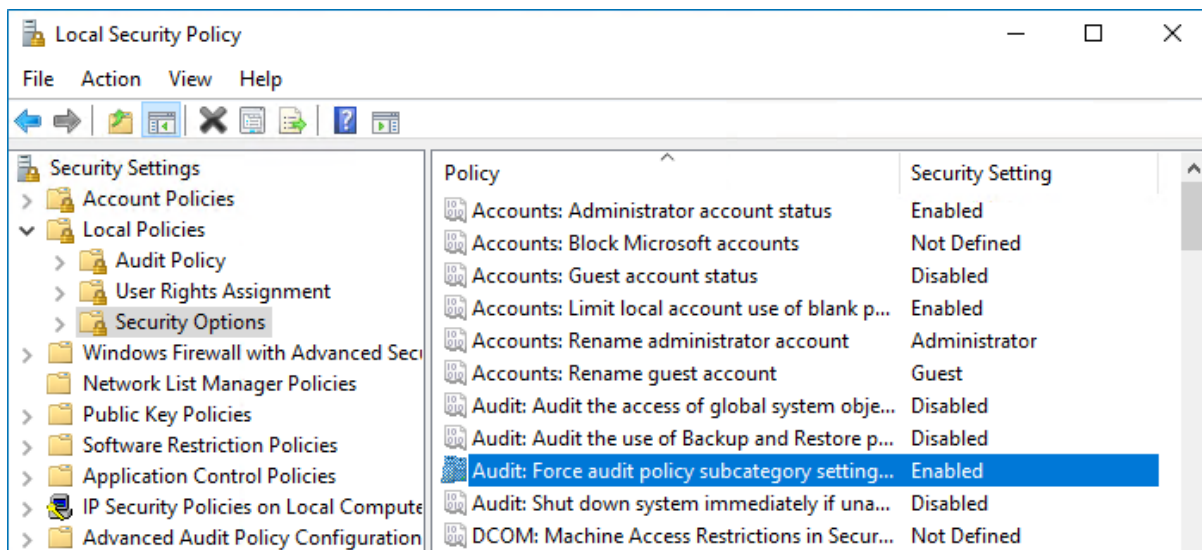 Local Security Policy
File Action View Help
Security Settings
Account Policies
Local Policies
Audit Policy
User Rights Assignment
Security Options
Windows Firewall with Advanced Secu
Network List Manager Policies
Public Key Policies
Software Restriction Policies
Application Control Policies
IP Security Policies on Local Compute
Advanced Audit Policy Configuration
Policy Security Setting
Accounts: Administrator account status Enabled
Accounts: Block Microsoft accounts Not Defined
Accounts: Guest account status Disabled
Accounts: Limit local account use of blank p... Enabled
Accounts: Rename administrator account Administrator
Accounts: Rename guest account Guest
Audit: Audit the access of global system obje... Disabled
Audit: Audit the use of Backup and Restore p... Disabled
Audit: Force audit policy subcategory setting... Enabled
Audit: Shut down system immediately if una... Disabled
DCOM: Machine Access Restrictions in Secur... Not Defined